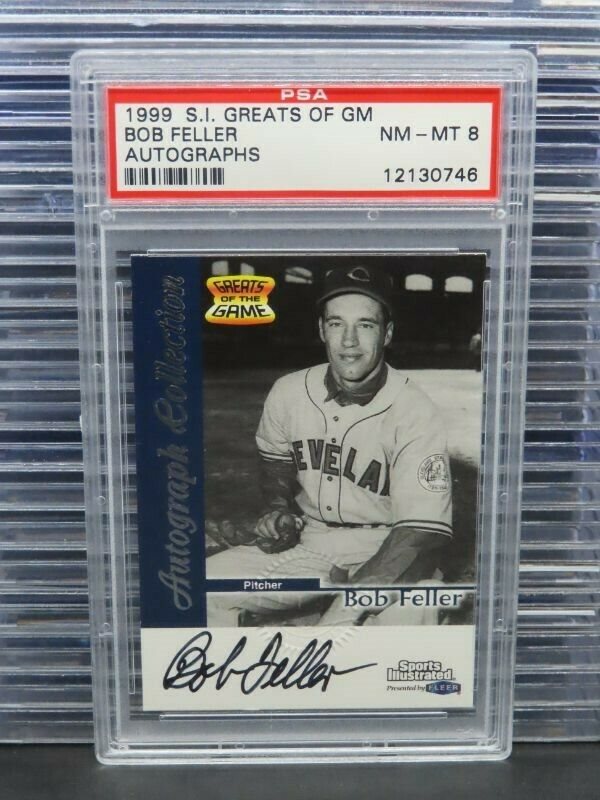 PSA
1999 S.I. GREATS OF GM
BOB FELLER NM-MT 8
AUTOGRAPHS
12130746
GREATS
OF THE
GAME
Autograph Collection
CLEVELAN
Pitcher
Bob Feller
Bob Feller
Sports
Illustrated
Presented by FLEER